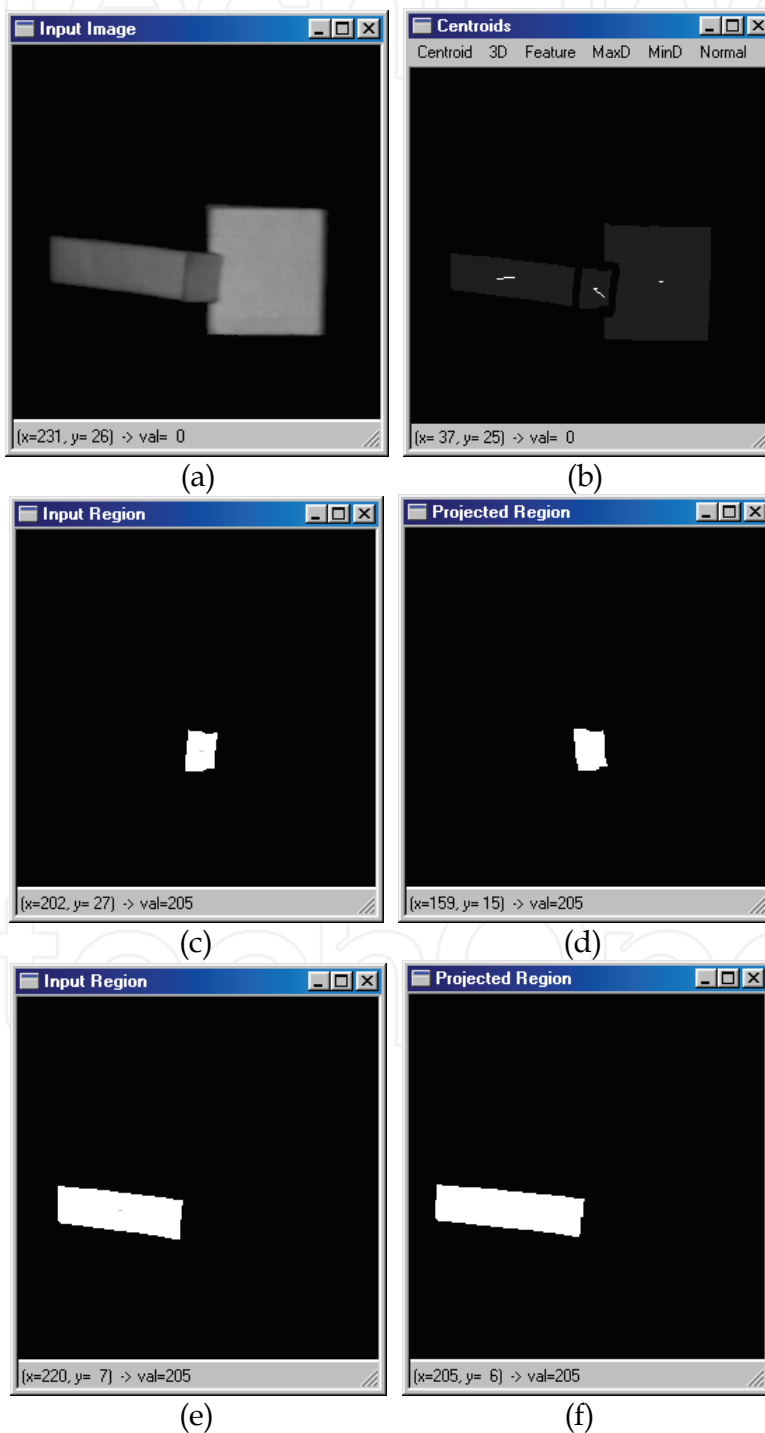 Input Image
Centroids
Centroid 3D Feature MaxD MinD Normal
(x=231, y= 26) -> val= 0
(x= 37, y= 25) -> val= 0
(a)
(b)
Input Region
Projected Region
(x=202, y= 27) -> val=205
(x=159, y= 15) -> val=205
(c)
(d)
Input Region
Projected Region
(x=220, y= 7) -> val=205
(x=205, y= 6) -> val=205
(e)
(f)